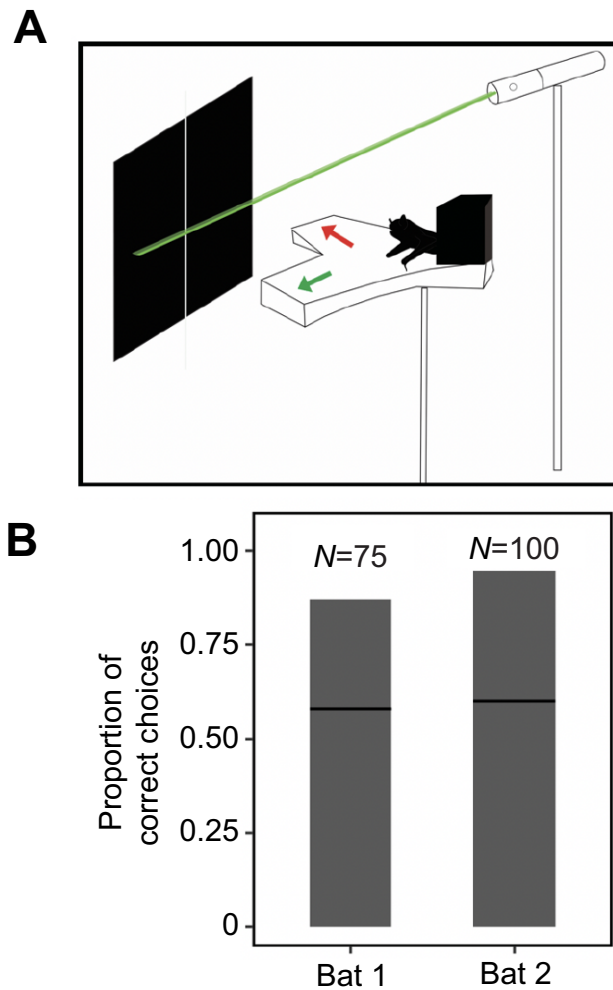 A
B
Proportion of
correct choices
1.00
0.75
0.50
0.25
0
N=75
N=100
Bat 1
Bat 2